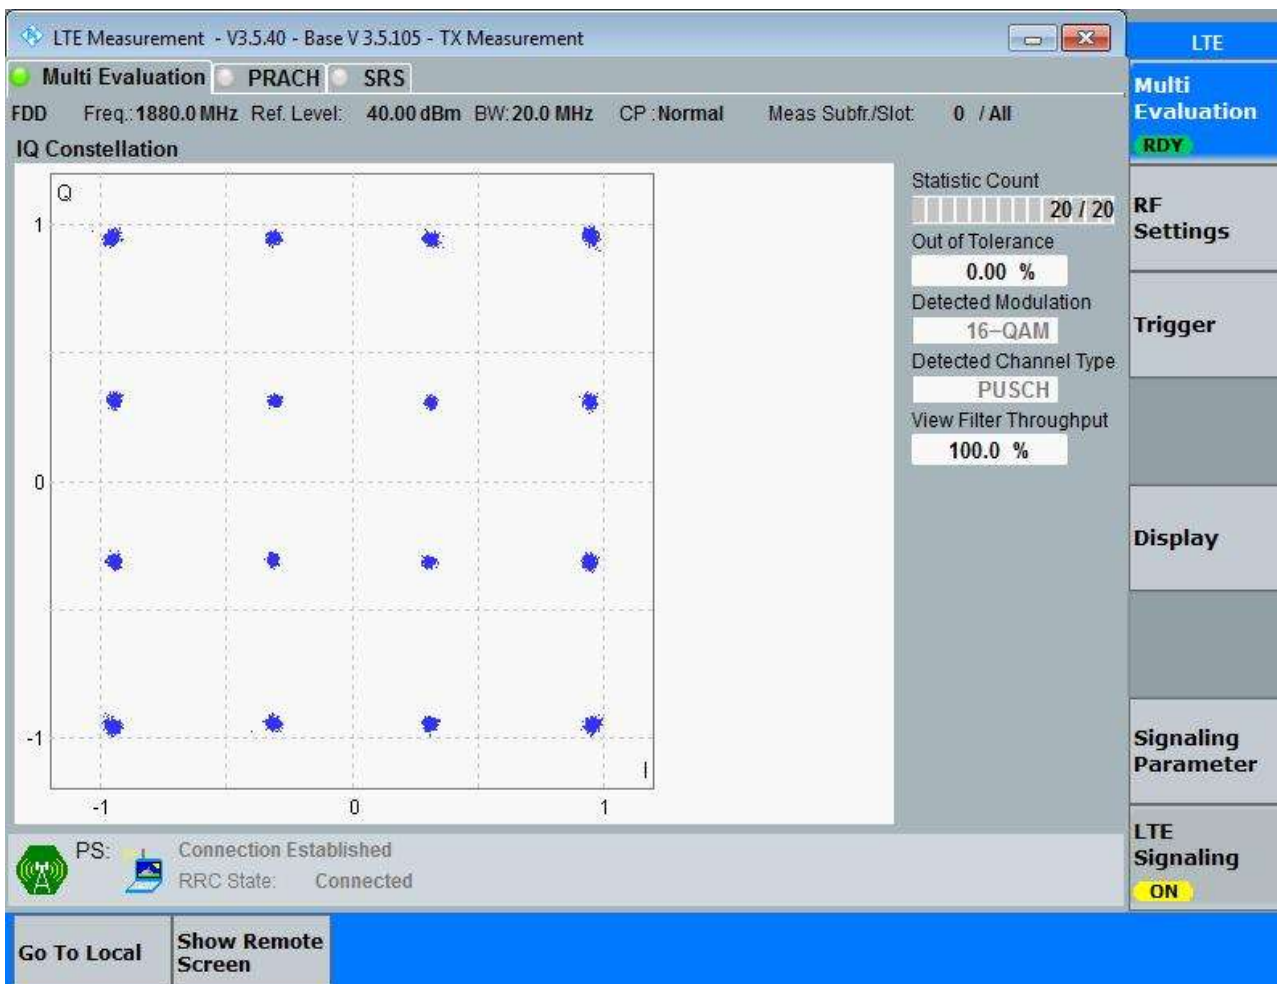 LTE Measurement - V3.5.40 - Base V 3.5.105 - TX Measurement
LTE
Multi Evaluation PRACH SRS
FDD Freq.: 1880.0 MHz Ref. Level: 40.00 dBm BW: 20.0 MHz CP : Normal Meas Subfr./Slot: 0 / All
IQ Constellation
Q
1
0
-1
I
-1 0 1
Statistic Count
20 / 20
Out of Tolerance
0.00 %
Detected Modulation
16-QAM
Detected Channel Type
PUSCH
View Filter Throughput
100.0 %
Multi
Evaluation
RDY
RF
Settings
Trigger
Display
Signaling
Parameter
LTE
Signaling
ON
PS: Connection Established
RRC State: Connected
Go To Local
Show Remote
Screen